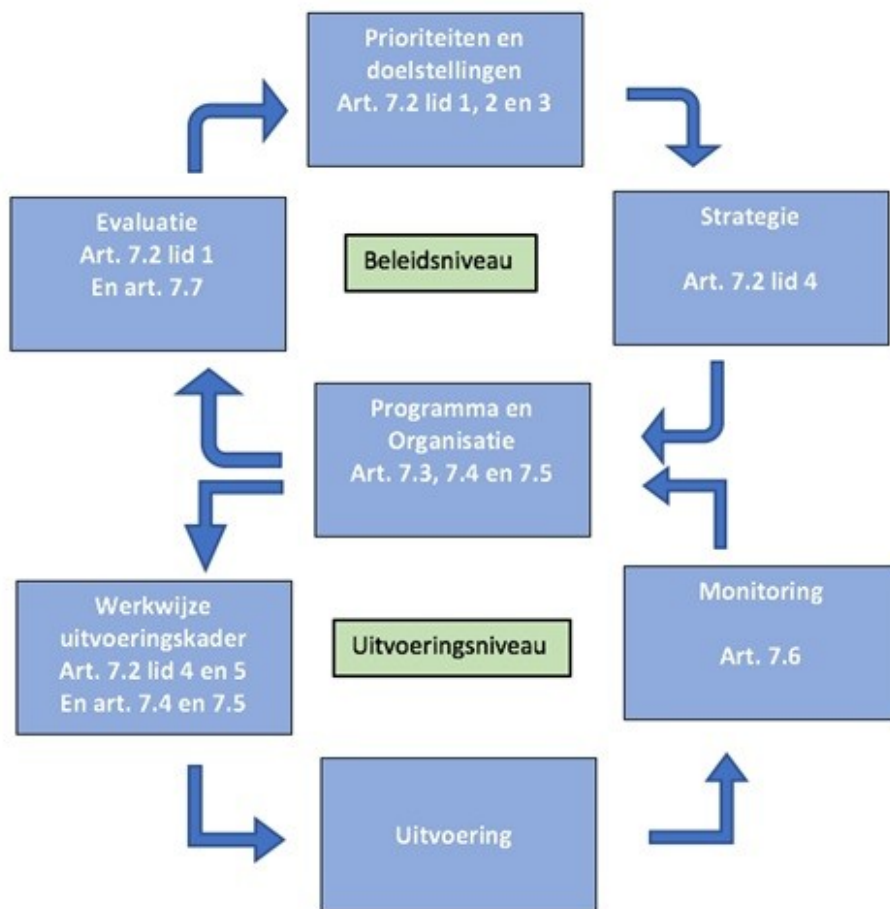 Prioriteiten en
doelstellingen
Art. 7.2 lid 1, 2 en 3
Evaluatie
Art. 7.2 lid 1
En art. 7.7
Beleidsniveau
Strategie
Art. 7.2 lid 4
Programma en
Organisatie
Art. 7.3, 7.4 en 7.5
Werkwijze
uitvoeringskader
Art. 7.2 lid 4 en 5
En art. 7.4 en 7.5
Uitvoeringsniveau
Monitoring
Art. 7.6
Uitvoering